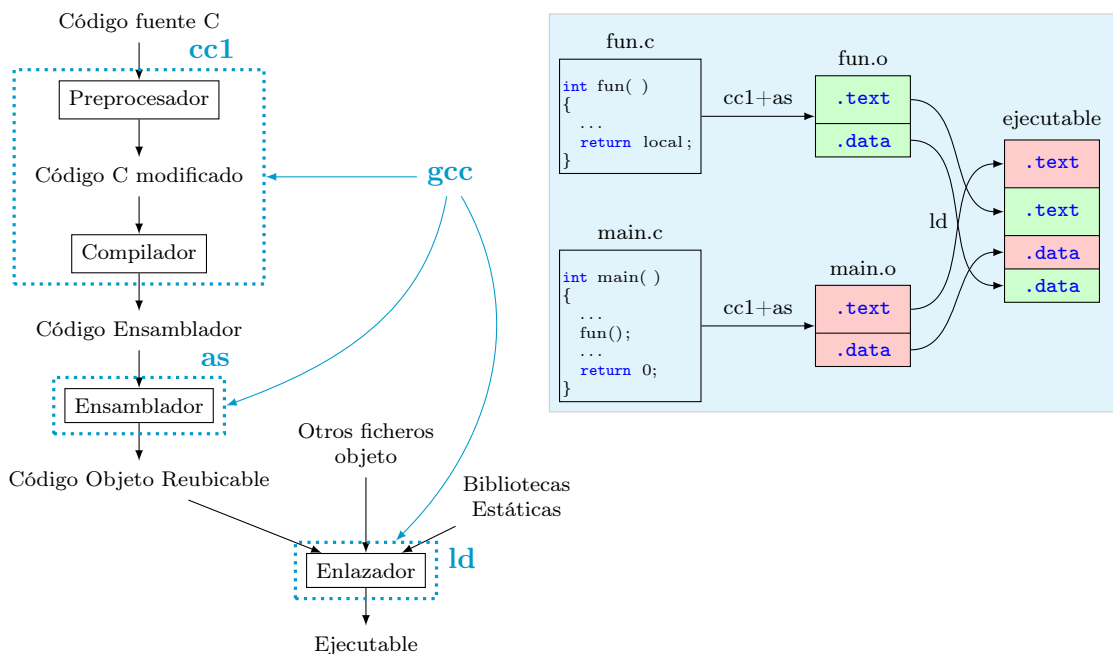 Código fuente C
cc1
Preprocesador
Código C modificado
gcc
Compilador
Código Ensamblador
as
Ensamblador
Código Objeto Reubicable
Otros ficheros
objeto
Bibliotecas
Estáticas
Enlazador
ld
Ejecutable
fun.c
int fun( )
{
...
return local;
}
cc1+as
fun.o
.text
.data
main.c
int main( )
{
...
fun();
...
return 0;
}
cc1+as
main.o
.text
.data
ld
ejecutable
.text
.text
.data
.data